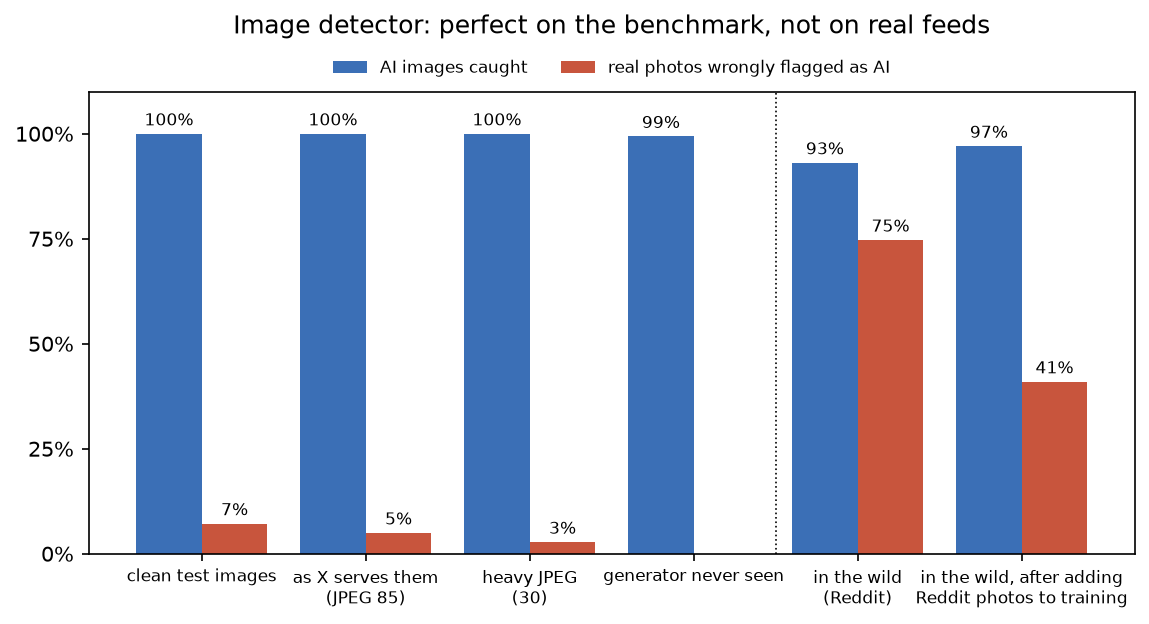 Image detector: perfect on the benchmark, not on real feeds
AI images caught
real photos wrongly flagged as AI
100%
75%
50%
25%
0%
100%
7%
100%
5%
100%
3%
99%
93%
75%
97%
41%
clean test images
as X serves them
(JPEG 85)
heavy JPEG
(30)
generator never seen
in the wild
(Reddit)
in the wild, after adding
Reddit photos to training